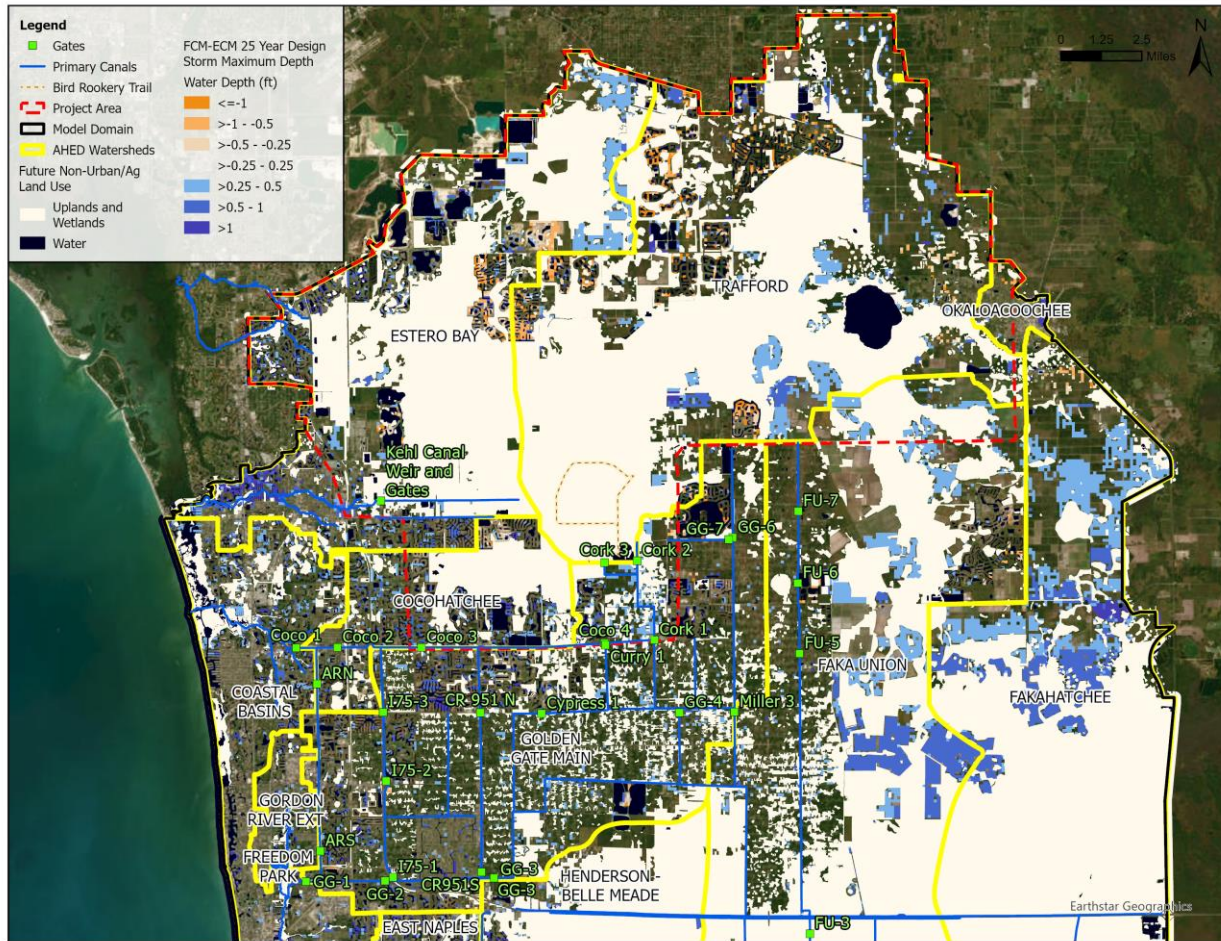 Legend
Gates
Primary Canals
Bird Rookery Trail
Project Area
Model Domain
AHED Watersheds
Future Non-Urban/Ag
Land Use
Uplands and
Wetlands
Water
FCM-ECM 25 Year Design
Storm Maximum Depth
Water Depth (ft)
<=-1
>-1 - -0.5
>-0.5 - -0.25
>-0.25 - 0.25
>0.25 - 0.5
>0.5 - 1
>1
N
0 1.25 2.5
Miles
TRAFFORD
OKALOACOOCHEE
ESTERO BAY
Kehl Canal
Weir and
Gates
FU-7
GG-7
GG-6
Cork 3
Cork 2
FU-6
COCOHATCHEE
Coco 1
Coco 2
Coco 3
Coco 4
Cork 1
Curry 1
FU-5
FAKA UNION
ARN
COASTAL
BASINS
FAKAHATCHEE
I75-3
CR 951 N
Cypress 1
GG-4
Miller 3
GOLDEN
GATE MAIN
I75-2
GORDON
RIVER EXT
ARS
FREEDOM
PARK
GG-1
I75-1
GG-2
CR951S
GG-3
GG-3
HENDERSON -
BELLE MEADE
EAST NAPLES
FU-3
Earthstar Geographics